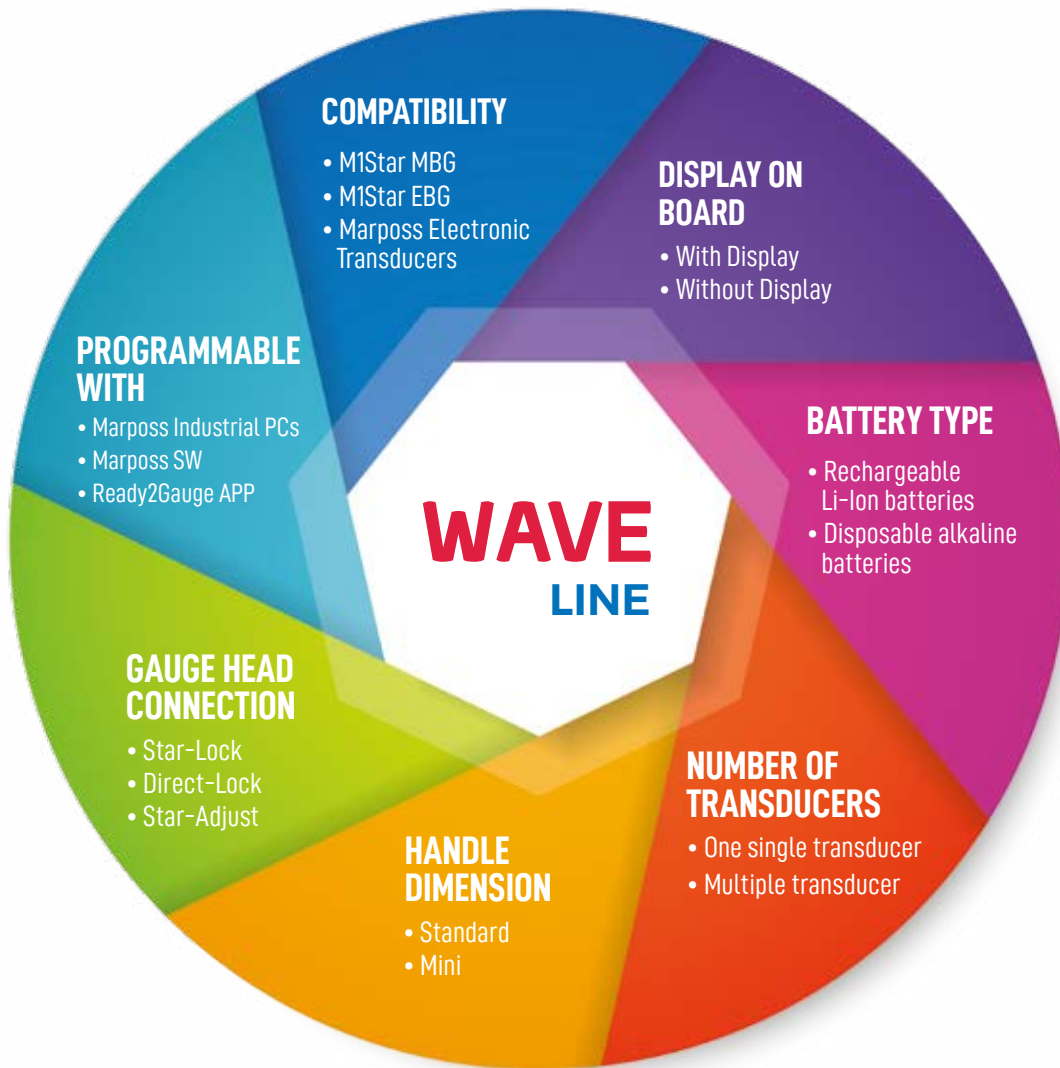 COMPATIBILITY
• M1Star MBG
• M1Star EBG
• Marposs Electronic
Transducers
DISPLAY ON
BOARD
• With Display
• Without Display
BATTERY TYPE
• Rechargeable
Li-Ion batteries
• Disposable alkaline
batteries
NUMBER OF
TRANSDUCERS
• One single transducer
• Multiple transducer
HANDLE
DIMENSION
• Standard
• Mini
GAUGE HEAD
CONNECTION
• Star-Lock
• Direct-Lock
• Star-Adjust
PROGRAMMABLE
WITH
• Marposs Industrial PCs
• Marposs SW
• Ready2Gauge APP
WAVE
LINE